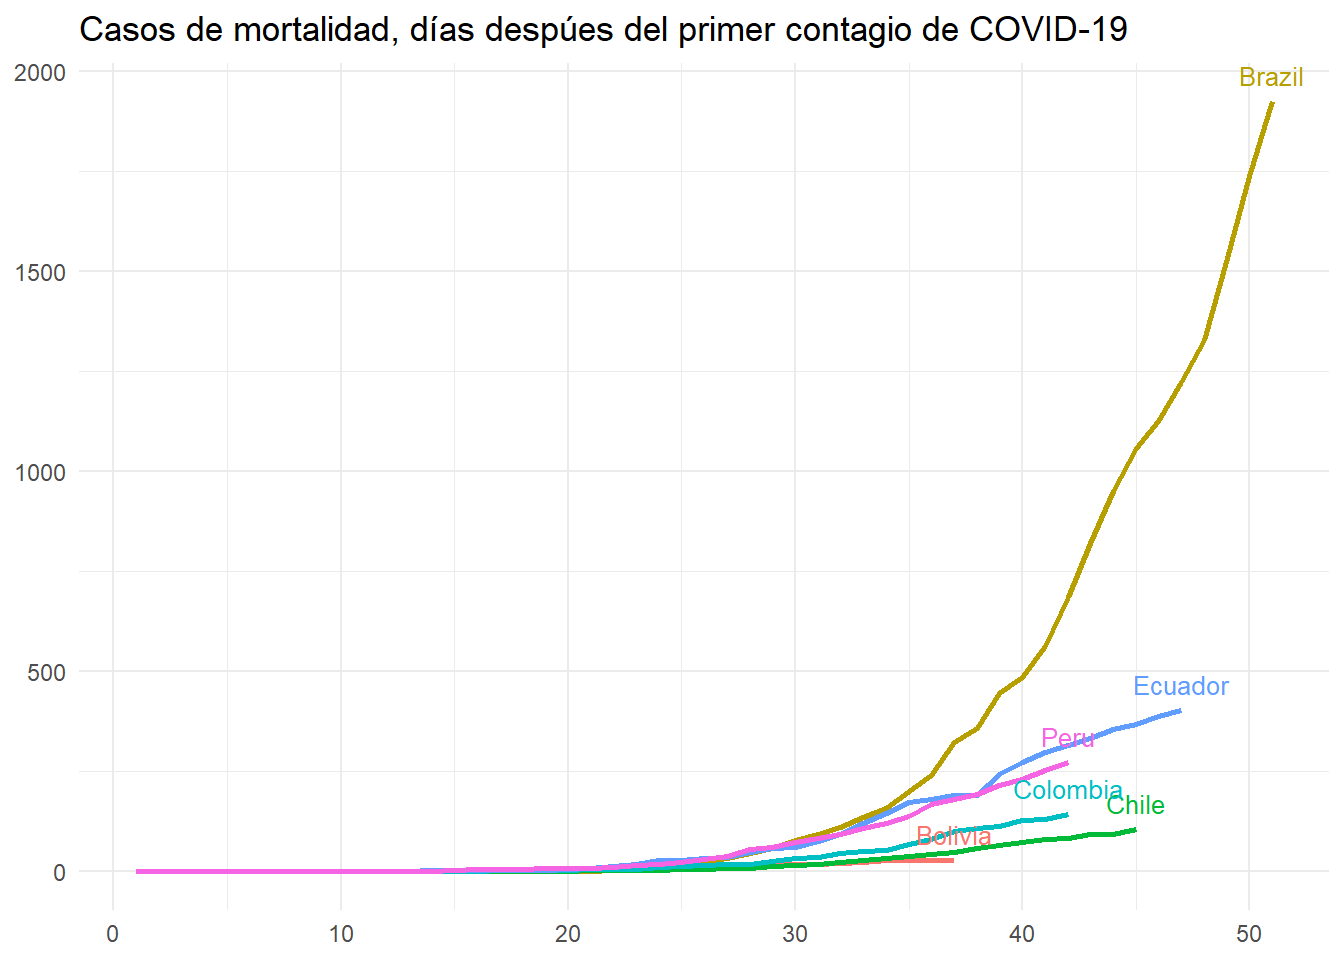 Casos de mortalidad, días despúes del primer contagio de COVID-19
2000
Brazil
1500
1000
500
Ecuador
Peru
Colombia
Chile
Bolivia
0
0 10 20 30 40 50